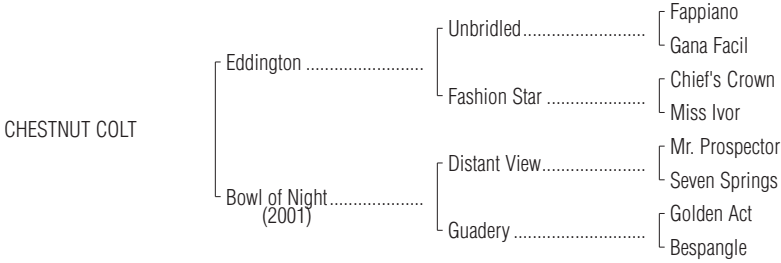 Fappiano
Unbridled
Gana Facil
Eddington
Chief's Crown
Fashion Star
Miss Ivor
CHESTNUT COLT
Mr. Prospector
Distant View
Seven Springs
Bowl of Night
(2001)
Golden Act
Guadery
Bespangle